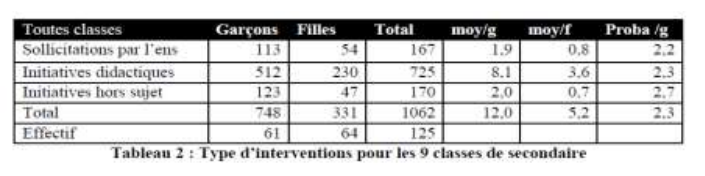 Toutes classes Garçons Filles Total moy/g moy/f Proba /g
Sollicitations par l'ens 113 54 167 1,9 0,8 2,2
Initiatives didactiques 512 230 725 8,1 3,6 2,3
Initiatives hors sujet 123 47 170 2,0 0,7 2,7
Total 748 331 1062 12,0 5,2 2,3
Effectif 61 64 125
Tableau 2 : Type d'interventions pour les 9 classes de secondaire